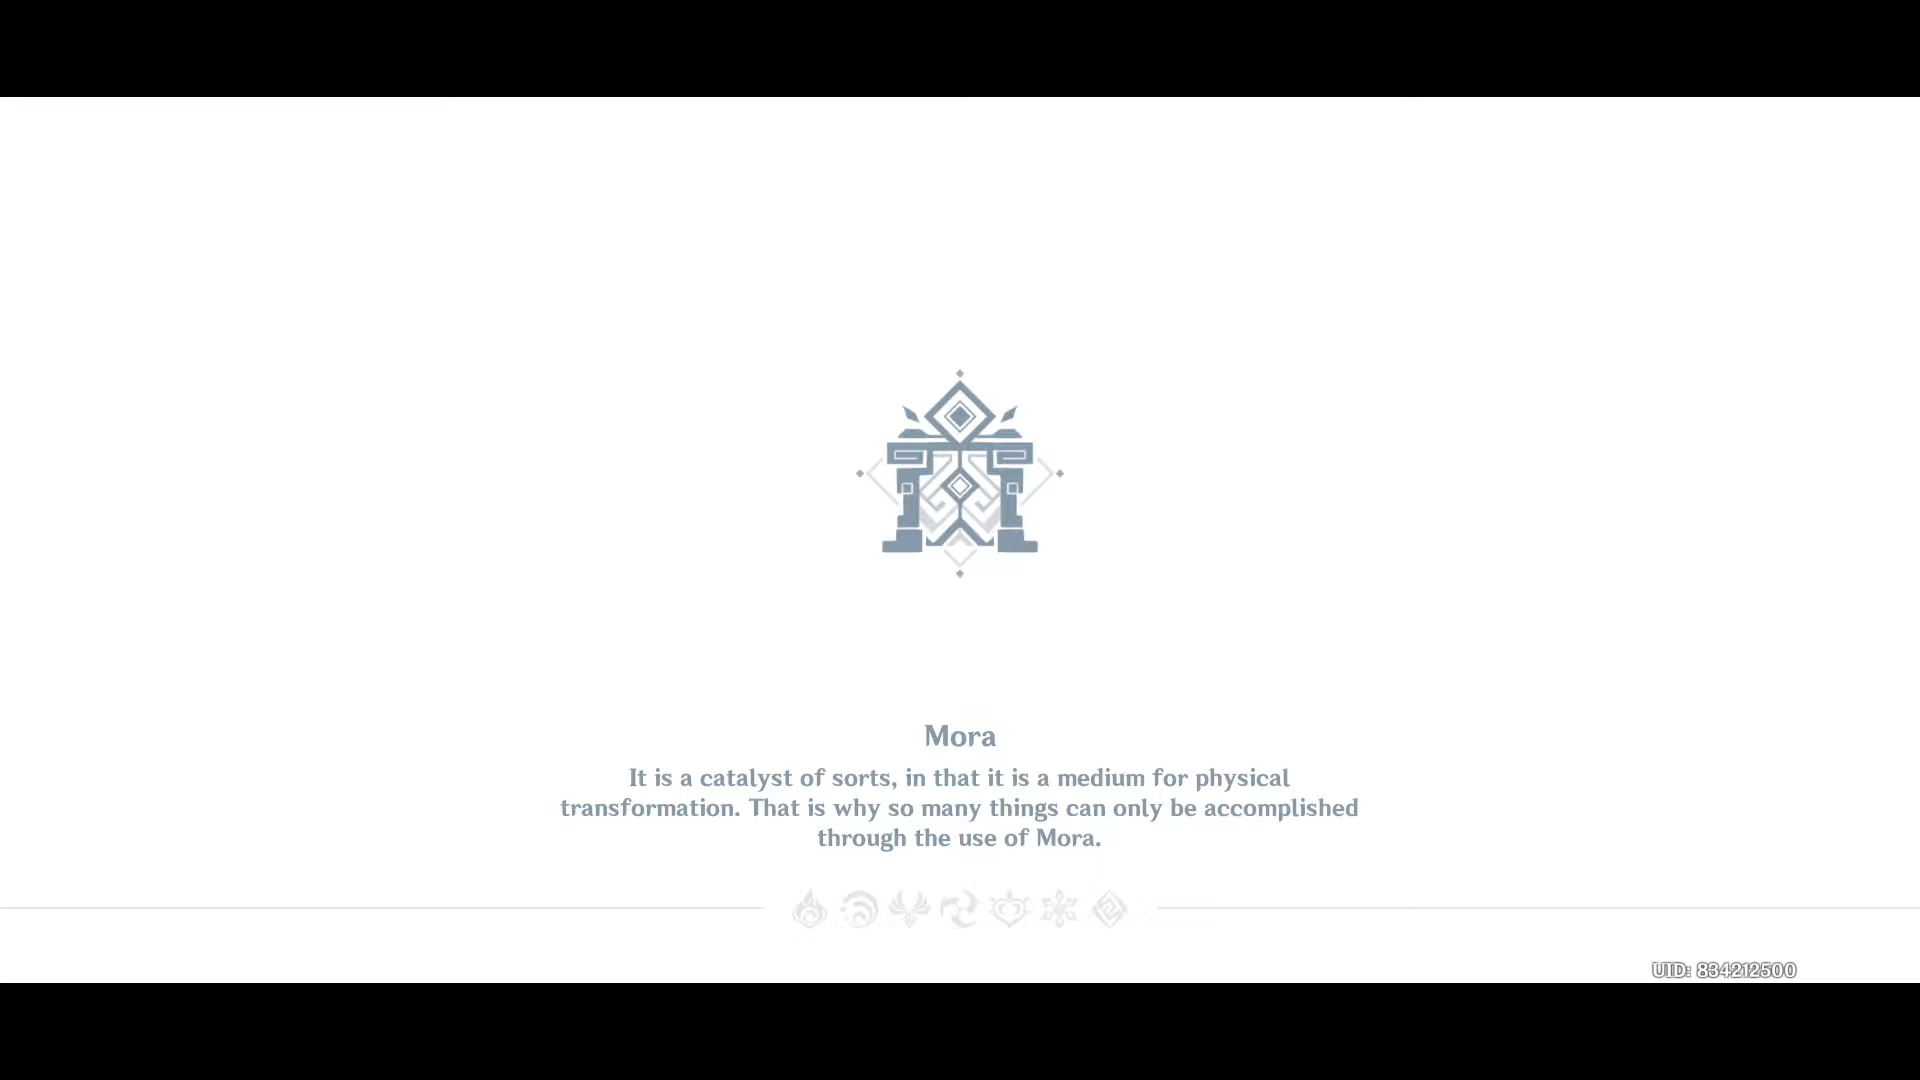 Mora
It is a catalyst of sorts, in that it is a medium for physical
transformation. That is why so many things can only be accomplished
through the use of Mora.
UID: 834212500